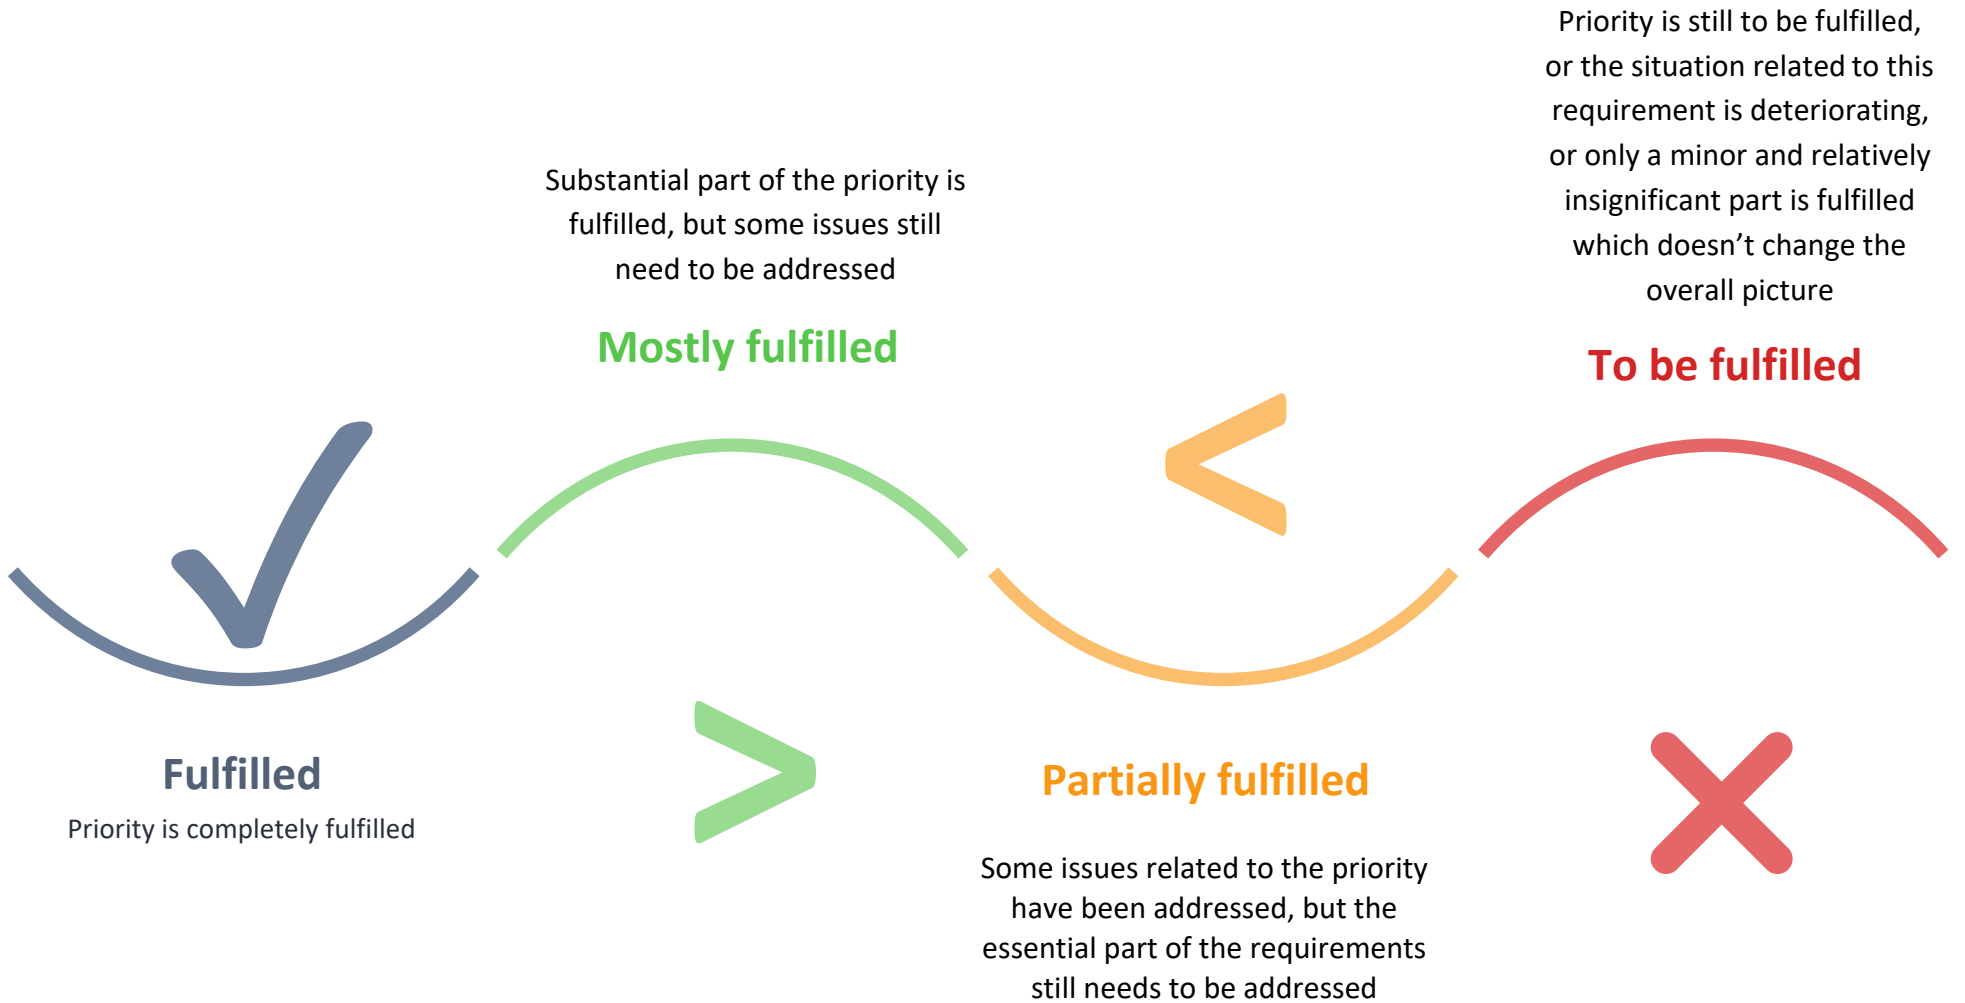 Fulfilled
Priority is completely fulfilled
Substantial part of the priority is
fulfilled, but some issues still
need to be addressed
Mostly fulfilled
>
<
Partially fulfilled
Some issues related to the priority
have been addressed, but the
essential part of the requirements
still needs to be addressed
Priority is still to be fulfilled,
or the situation related to this
requirement is deteriorating,
or only a minor and relatively
insignificant part is fulfilled
which doesn’t change the
overall picture
To be fulfilled